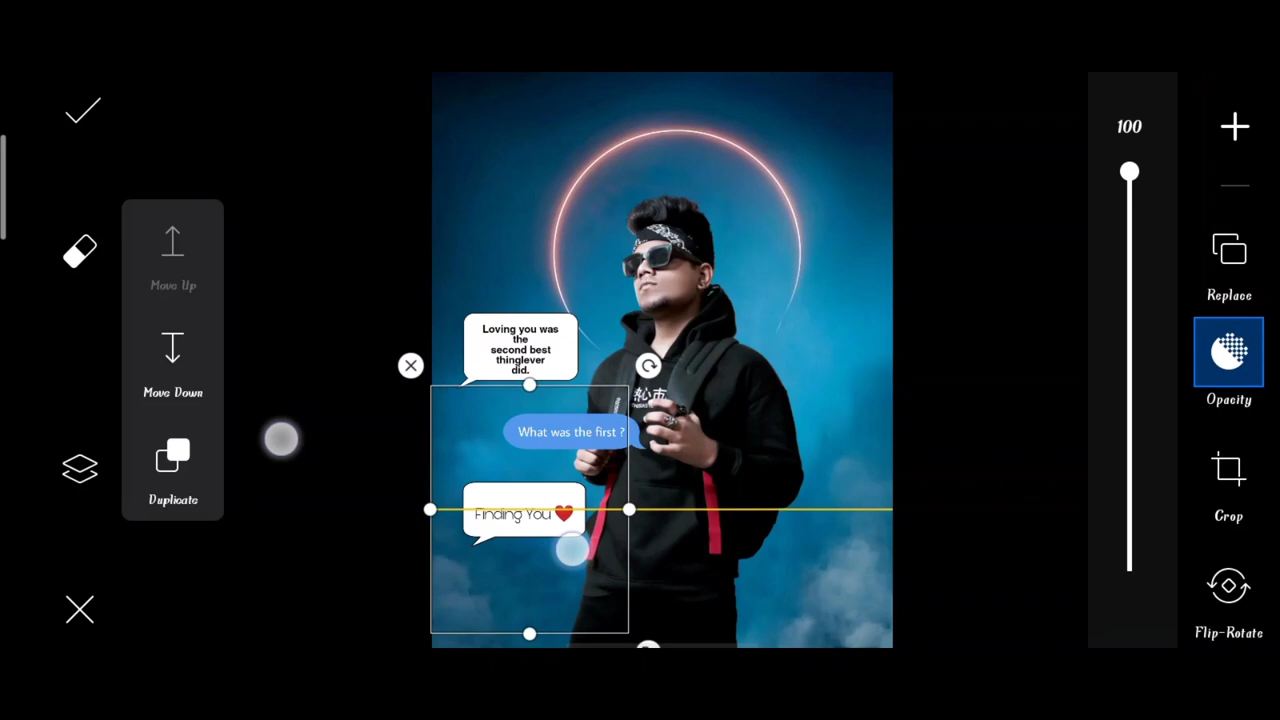 100
Move Up
Replace
Loving you was
the
second best
thinglever
did.
Move Down
Opacity
What was the first ?
Duplicate
Finding You ❤️
Crop
Flip-Rotate